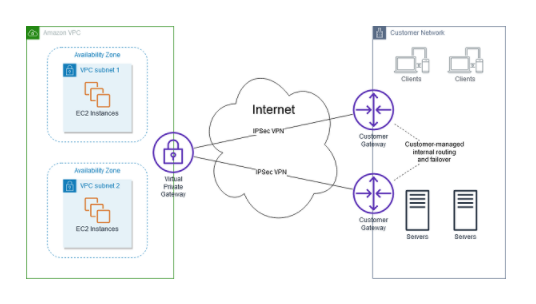 Amazon VPC
Availability Zone
VPC subnet 1
EC2 Instances
Availability Zone
VPC subnet 2
EC2 Instances
Virtual
Private
Gateway
Internet
IPSec VPN
IPSec VPN
Customer Network
Clients
Clients
Customer
Gateway
Customer-managed
internal routing
and failover
Customer
Gateway
Servers
Servers